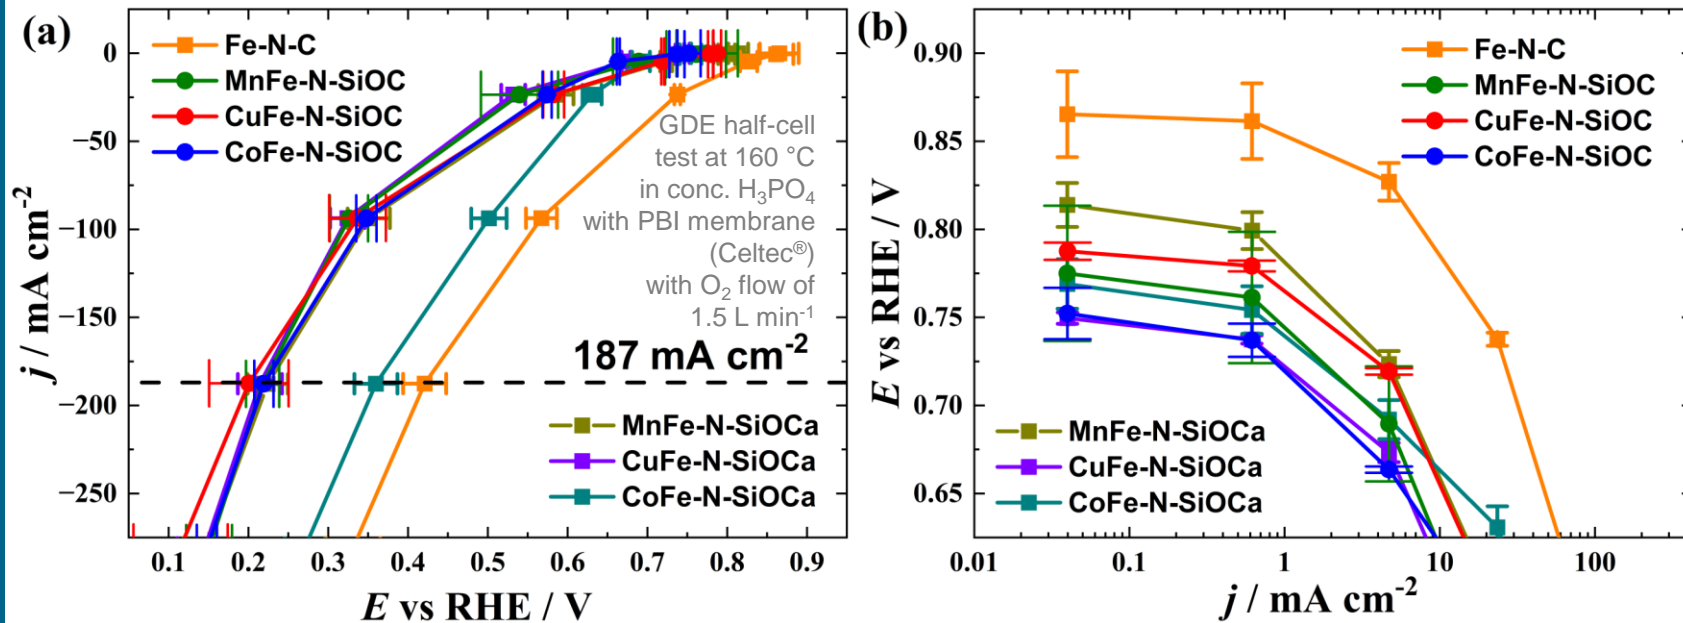 (a)
Fe-N-C
MnFe-N-SiOC
CuFe-N-SiOC
CoFe-N-SiOC
GDE half-cell
test at 160 °C
in conc. H₃PO₄
with PBI membrane
(Celtec®)
with O₂ flow of
1.5 L min⁻¹
187 mA cm⁻²
MnFe-N-SiOCa
CuFe-N-SiOCa
CoFe-N-SiOCa
j / mA cm⁻²
0
−50
−100
−150
−200
−250
0.1 0.2 0.3 0.4 0.5 0.6 0.7 0.8 0.9
E vs RHE / V
(b)
Fe-N-C
MnFe-N-SiOC
CuFe-N-SiOC
CoFe-N-SiOC
MnFe-N-SiOCa
CuFe-N-SiOCa
CoFe-N-SiOCa
E vs RHE / V
0.90
0.85
0.80
0.75
0.70
0.65
0.01 0.1 1 10 100
j / mA cm⁻²